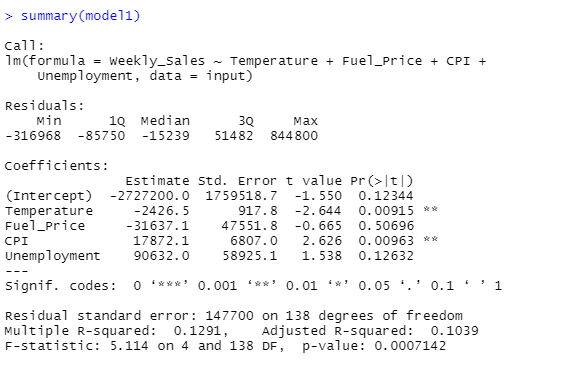 > summary(model1)
Call:
lm(formula = Weekly_Sales ~ Temperature + Fuel_Price + CPI +
    Unemployment, data = input)
Residuals:
    Min      1Q  Median      3Q     Max
-316968  -85750  -15239   51482  844800
Coefficients:
               Estimate Std. Error t value Pr(>|t|)
(Intercept)  -2727200.0  1759518.7  -1.550  0.12344
Temperature     -2426.5      917.8  -2.644  0.00915 **
Fuel_Price     -31637.1    47551.8  -0.665  0.50696
CPI             17872.1     6807.0   2.626  0.00963 **
Unemployment    90632.0    58925.1   1.538  0.12632
---
Signif. codes:  0 ‘***’ 0.001 ‘**’ 0.01 ‘*’ 0.05 ‘.’ 0.1 ‘ ’ 1
Residual standard error: 147700 on 138 degrees of freedom
Multiple R-squared:  0.1291,    Adjusted R-squared:  0.1039
F-statistic: 5.114 on 4 and 138 DF,  p-value: 0.0007142